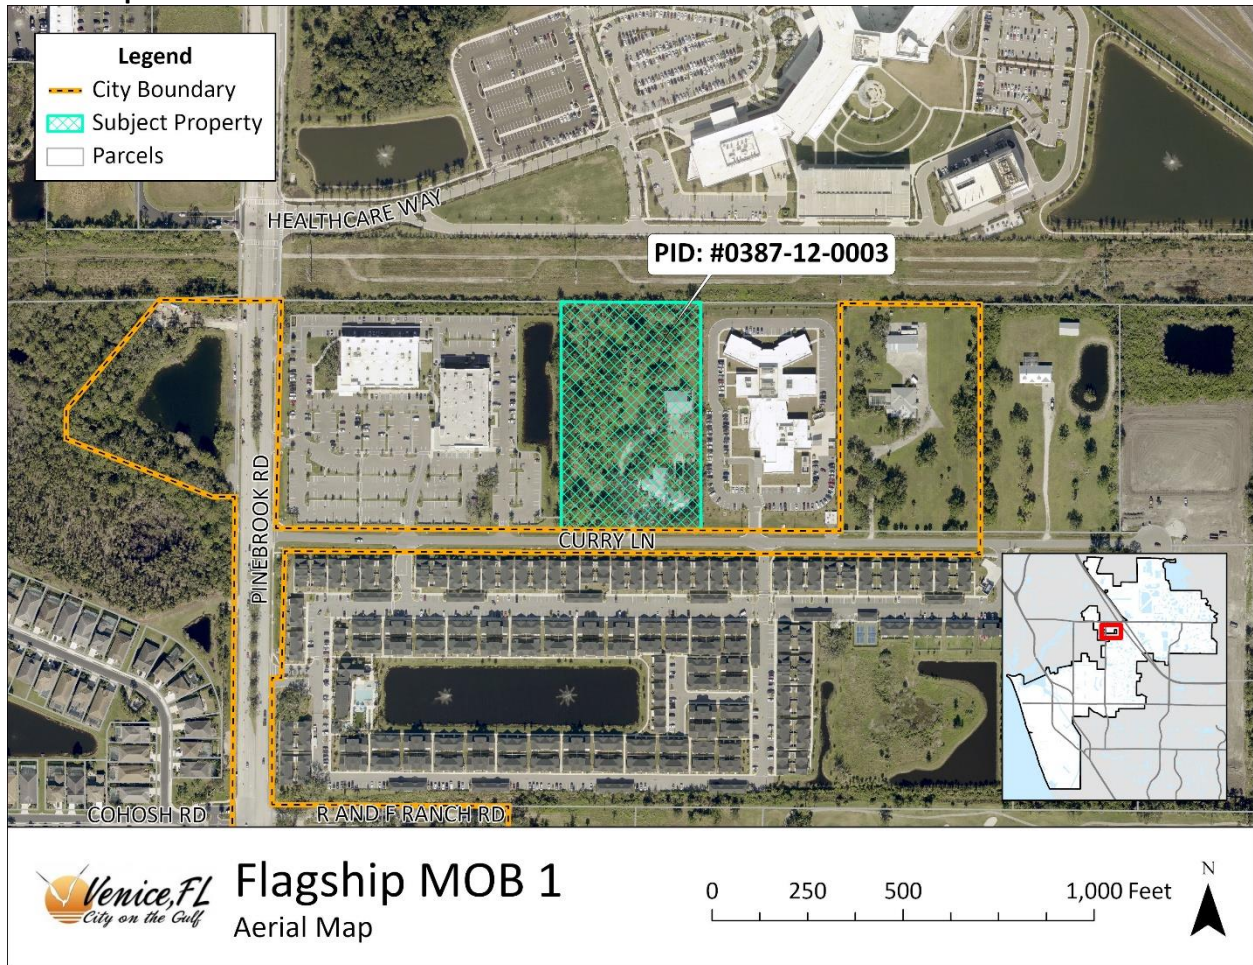 Legend
City Boundary
Subject Property
Parcels
HEALTHCARE WAY
PID: #0387-12-0003
PINEBROOK RD
CURRY LN
COHOSH RD
R AND F RANCH RD
Venice, FL
City on the Gulf
Flagship MOB 1
Aerial Map
0 250 500 1,000 Feet
N